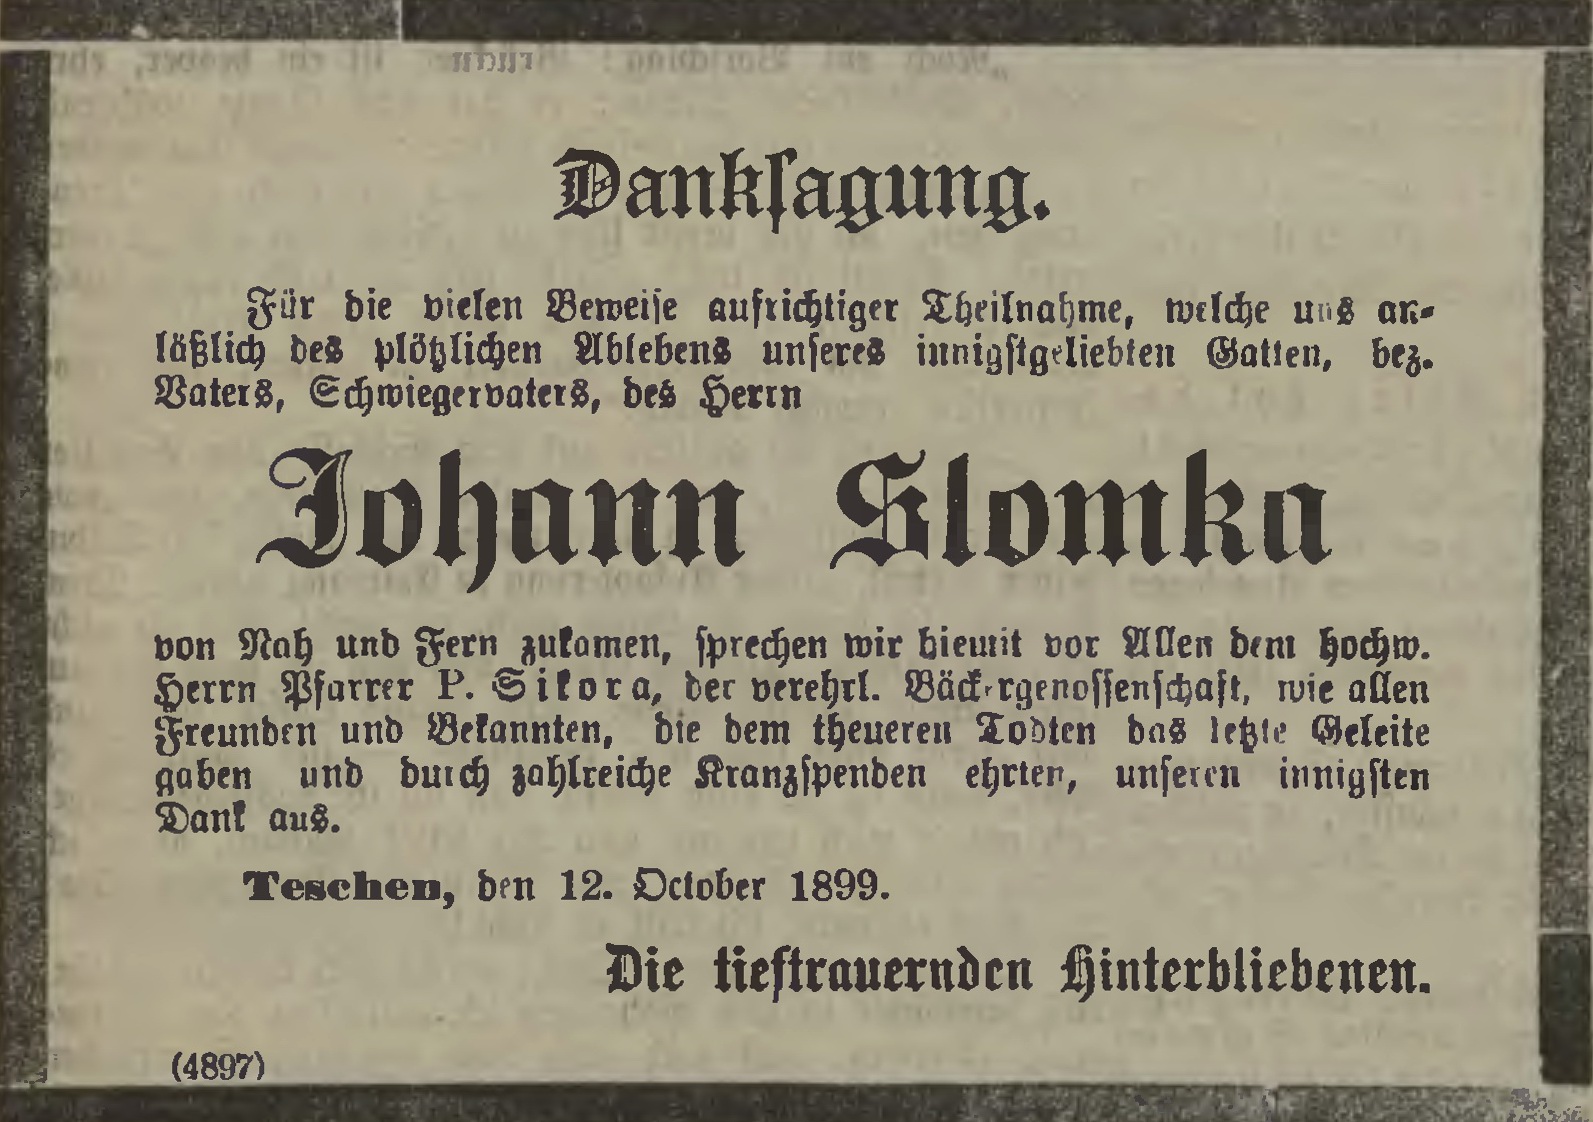 Danksagung.
Für die vielen Beweise aufrichtiger Theilnahme, welche uns an-
läßlich des plötzlichen Ablebens unseres innigstgeliebten Gatten, bez.
Vaters, Schwiegervaters, des Herrn
Johann Slomka
von Nah und Fern zukamen, sprechen wir hiemit vor Allen dem hochw.
Herrn Pfarrer P. Sikora, der verehrl. Bäckergenossenschaft, wie allen
Freunden und Bekannten, die dem theueren Todten das letzte Geleite
gaben und durch zahlreiche Kranzspenden ehrten, unseren innigsten
Dank aus.
Teschen, den 12. October 1899.
Die tieftrauernden Hinterbliebenen.
(4897)